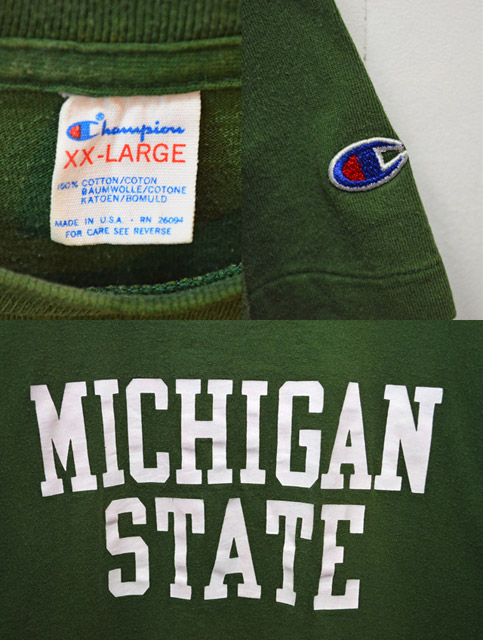 Champion®
XX-LARGE
100% COTTON/COTON
BAUMWOLLE/COTONE
KATOEN/BOMULD
MADE IN U.S.A. · RN 26094
FOR CARE SEE REVERSE
MICHIGAN
STATE